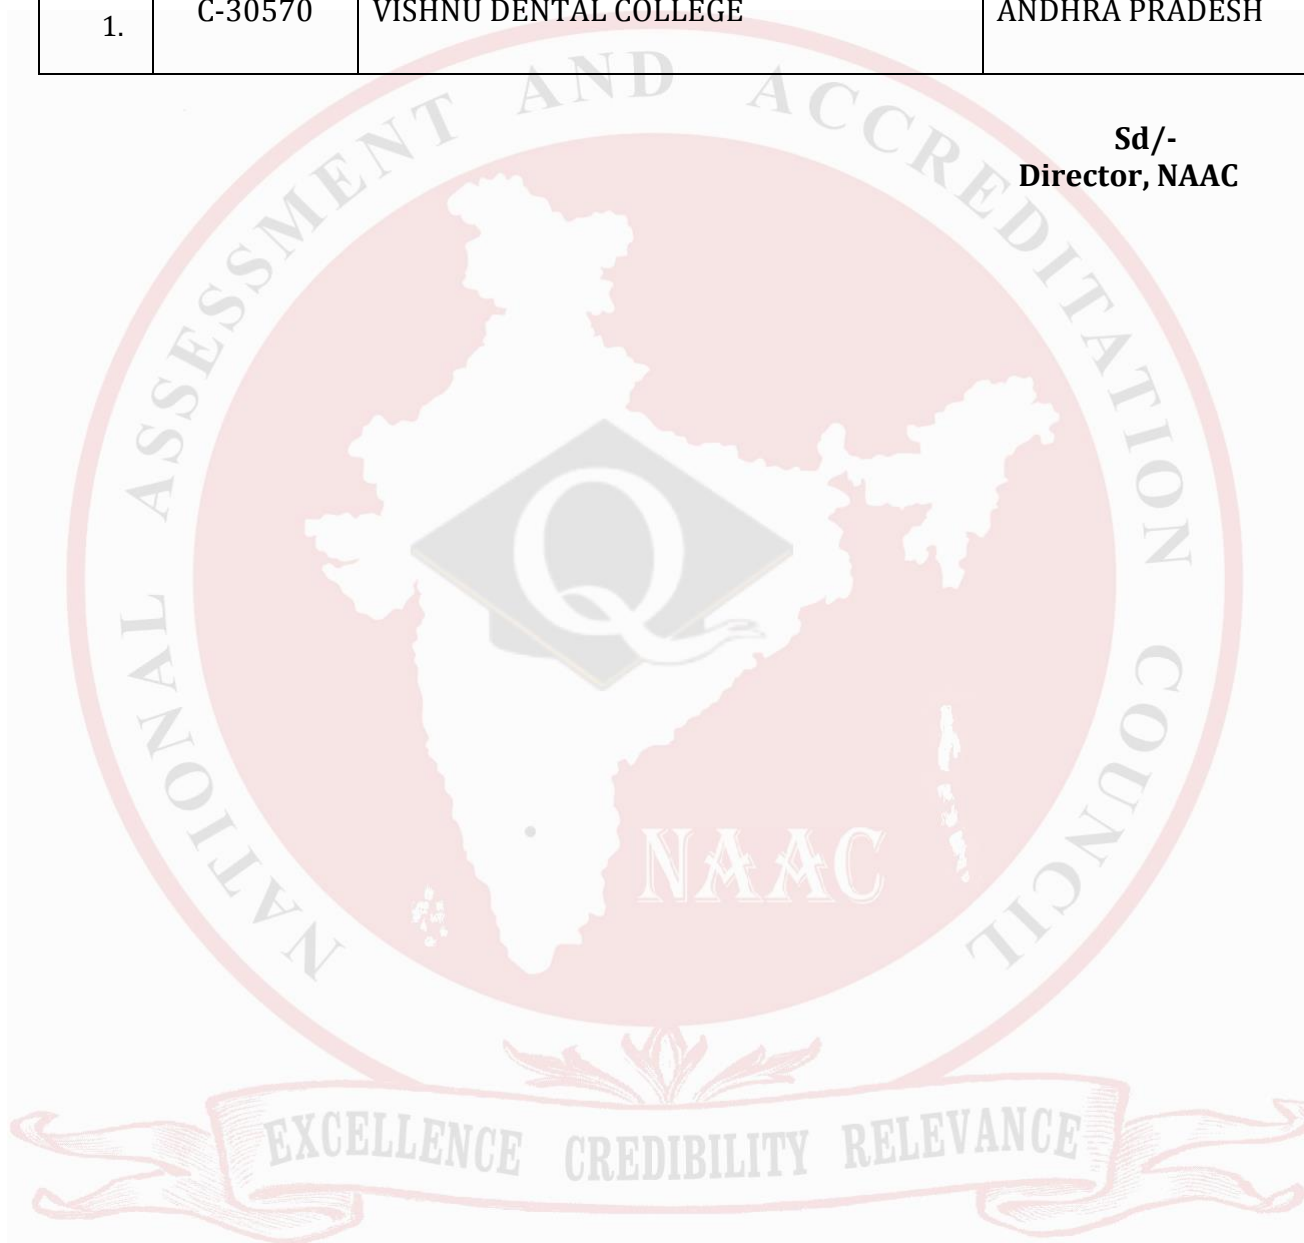 1. C-30570 VISHNU DENTAL COLLEGE ANDHRA PRADESH
Sd/-
Director, NAAC
NATIONAL ASSESSMENT AND ACCREDITATION COUNCIL
Q
NAAC
EXCELLENCE CREDIBILITY RELEVANCE